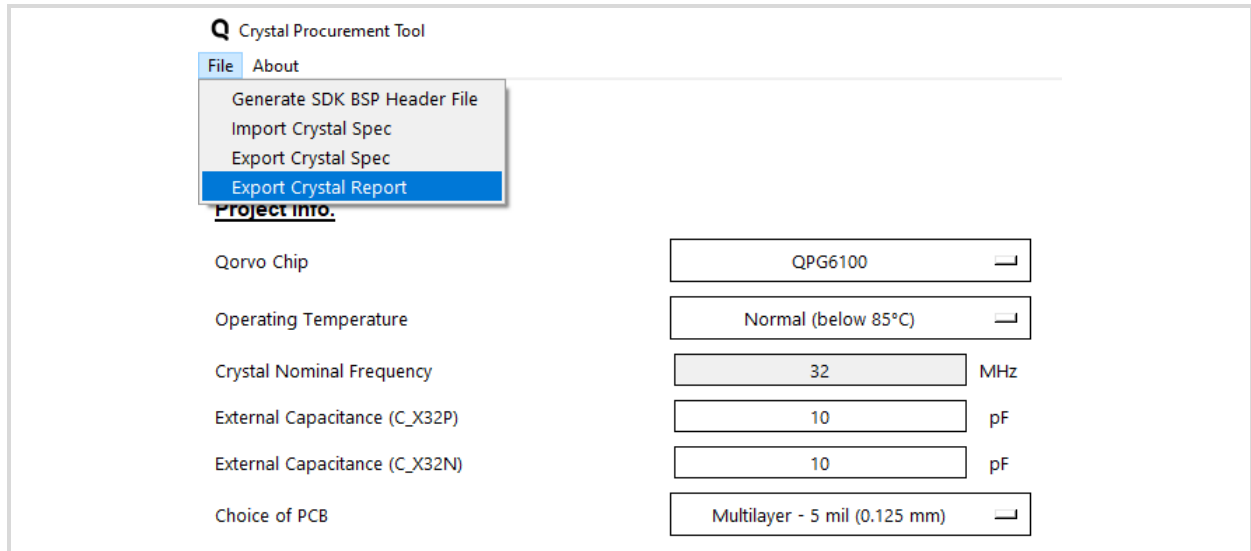 Crystal Procurement Tool
File About
Generate SDK BSP Header File
Import Crystal Spec
Export Crystal Spec
Export Crystal Report
Project Info.
Qorvo Chip QPG6100
Operating Temperature Normal (below 85°C)
Crystal Nominal Frequency 32 MHz
External Capacitance (C_X32P) 10 pF
External Capacitance (C_X32N) 10 pF
Choice of PCB Multilayer - 5 mil (0.125 mm)